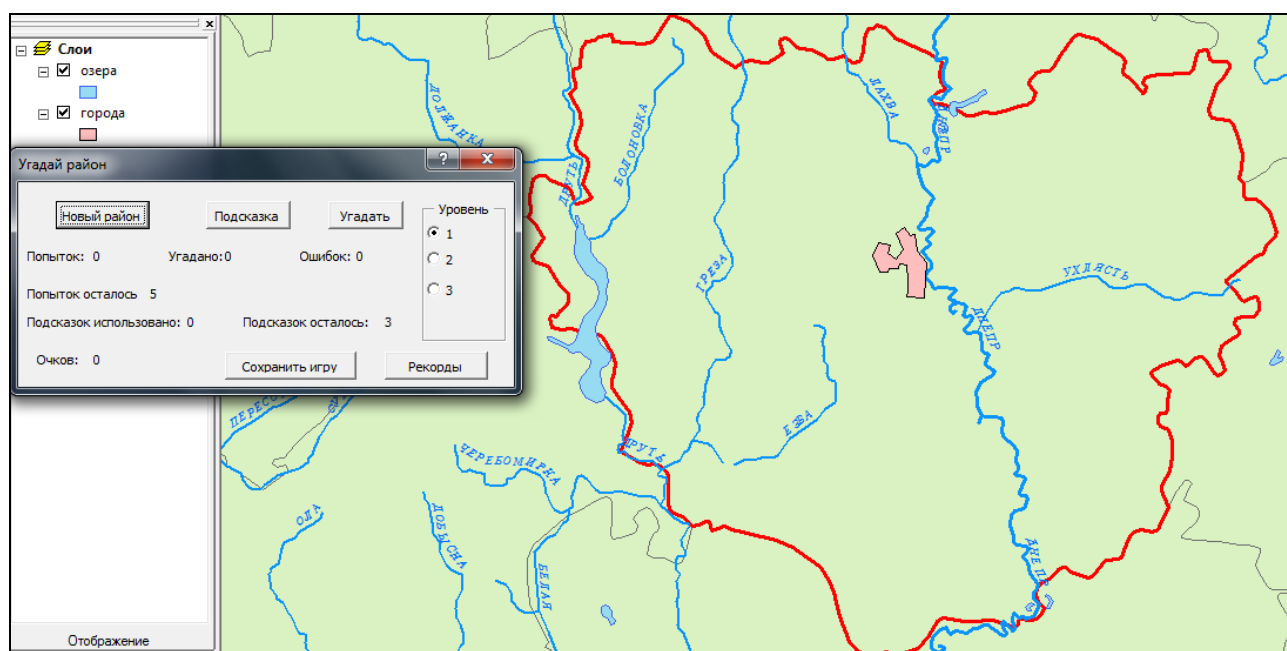 Слои
озера
города
Угадай район
Новый район
Подсказка
Угадать
Уровень
1
2
3
Попыток: 0 Угадано:0 Ошибок: 0
Попыток осталось 5
Подсказок использовано: 0 Подсказок осталось: 3
Очков: 0
Сохранить игру
Рекорды
Отображение
ДОЛЖАНКА
ДРУТЬ
БОДОНОВКА
ЛАХВА
ДНЕПР
ГРЕЗА
УХЛЯСТЬ
ДНЕПР
ЕЗВА
ДРУТЬ
ЧЕРЕБОМИРКА
ОЛА
ДОБЫСНА
БЕЛАЯ
ДНЕПР